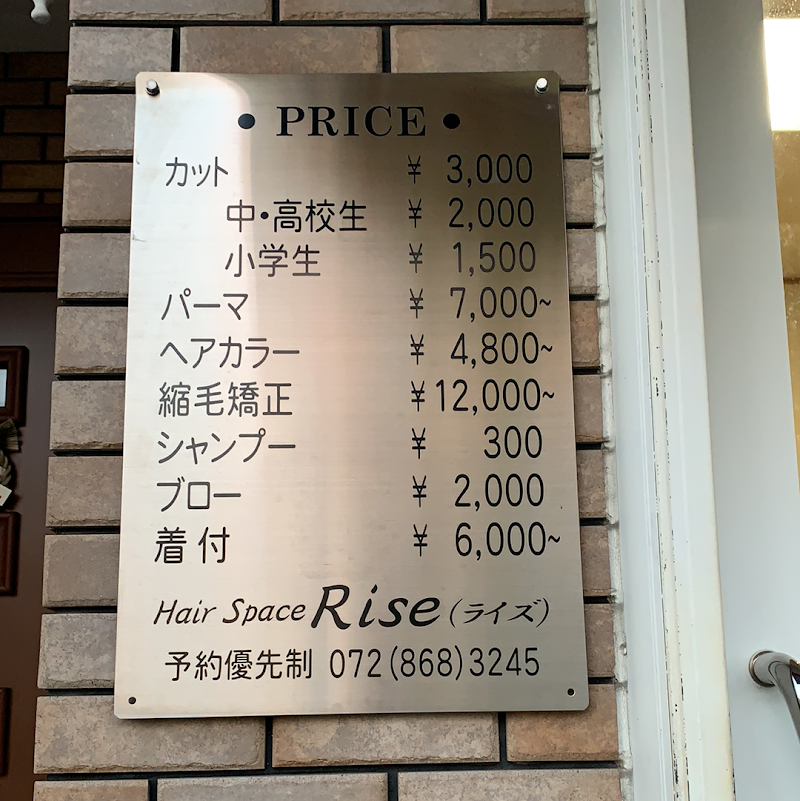 • PRICE •
カット ¥ 3,000
中・高校生 ¥ 2,000
小学生 ¥ 1,500
パーマ ¥ 7,000~
ヘアカラー ¥ 4,800~
縮毛矯正 ¥12,000~
シャンプー ¥ 300
ブロー ¥ 2,000
着付 ¥ 6,000~
Hair Space Rise (ライズ)
予約優先制 072(868)3245